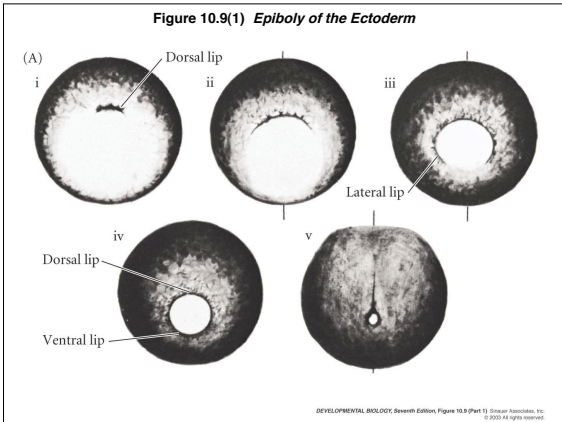 Figure 10.9(1) Epiboly of the Ectoderm
(A)
i
Dorsal lip
ii
iii
Lateral lip
iv
Dorsal lip
Ventral lip
v
DEVELOPMENTAL BIOLOGY, Seventh Edition, Figure 10.9 (Part 1) Sinauer Associates, Inc.
© 2003 All rights reserved.